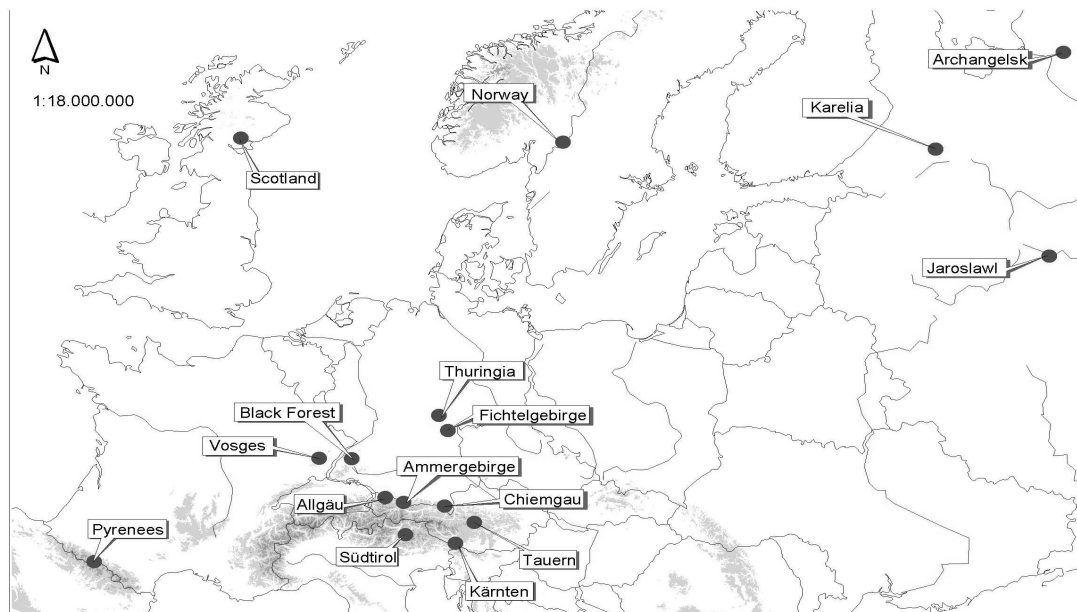 Archangelsk
N
Norway
1:18.000.000
Karelia
Scotland
Jaroslawl
Thuringia
Black Forest
Fichtelgebirge
Vosges
Ammergebirge
Allgäu
Chiemgau
Pyrenees
Südtirol
Tauern
Kärnten